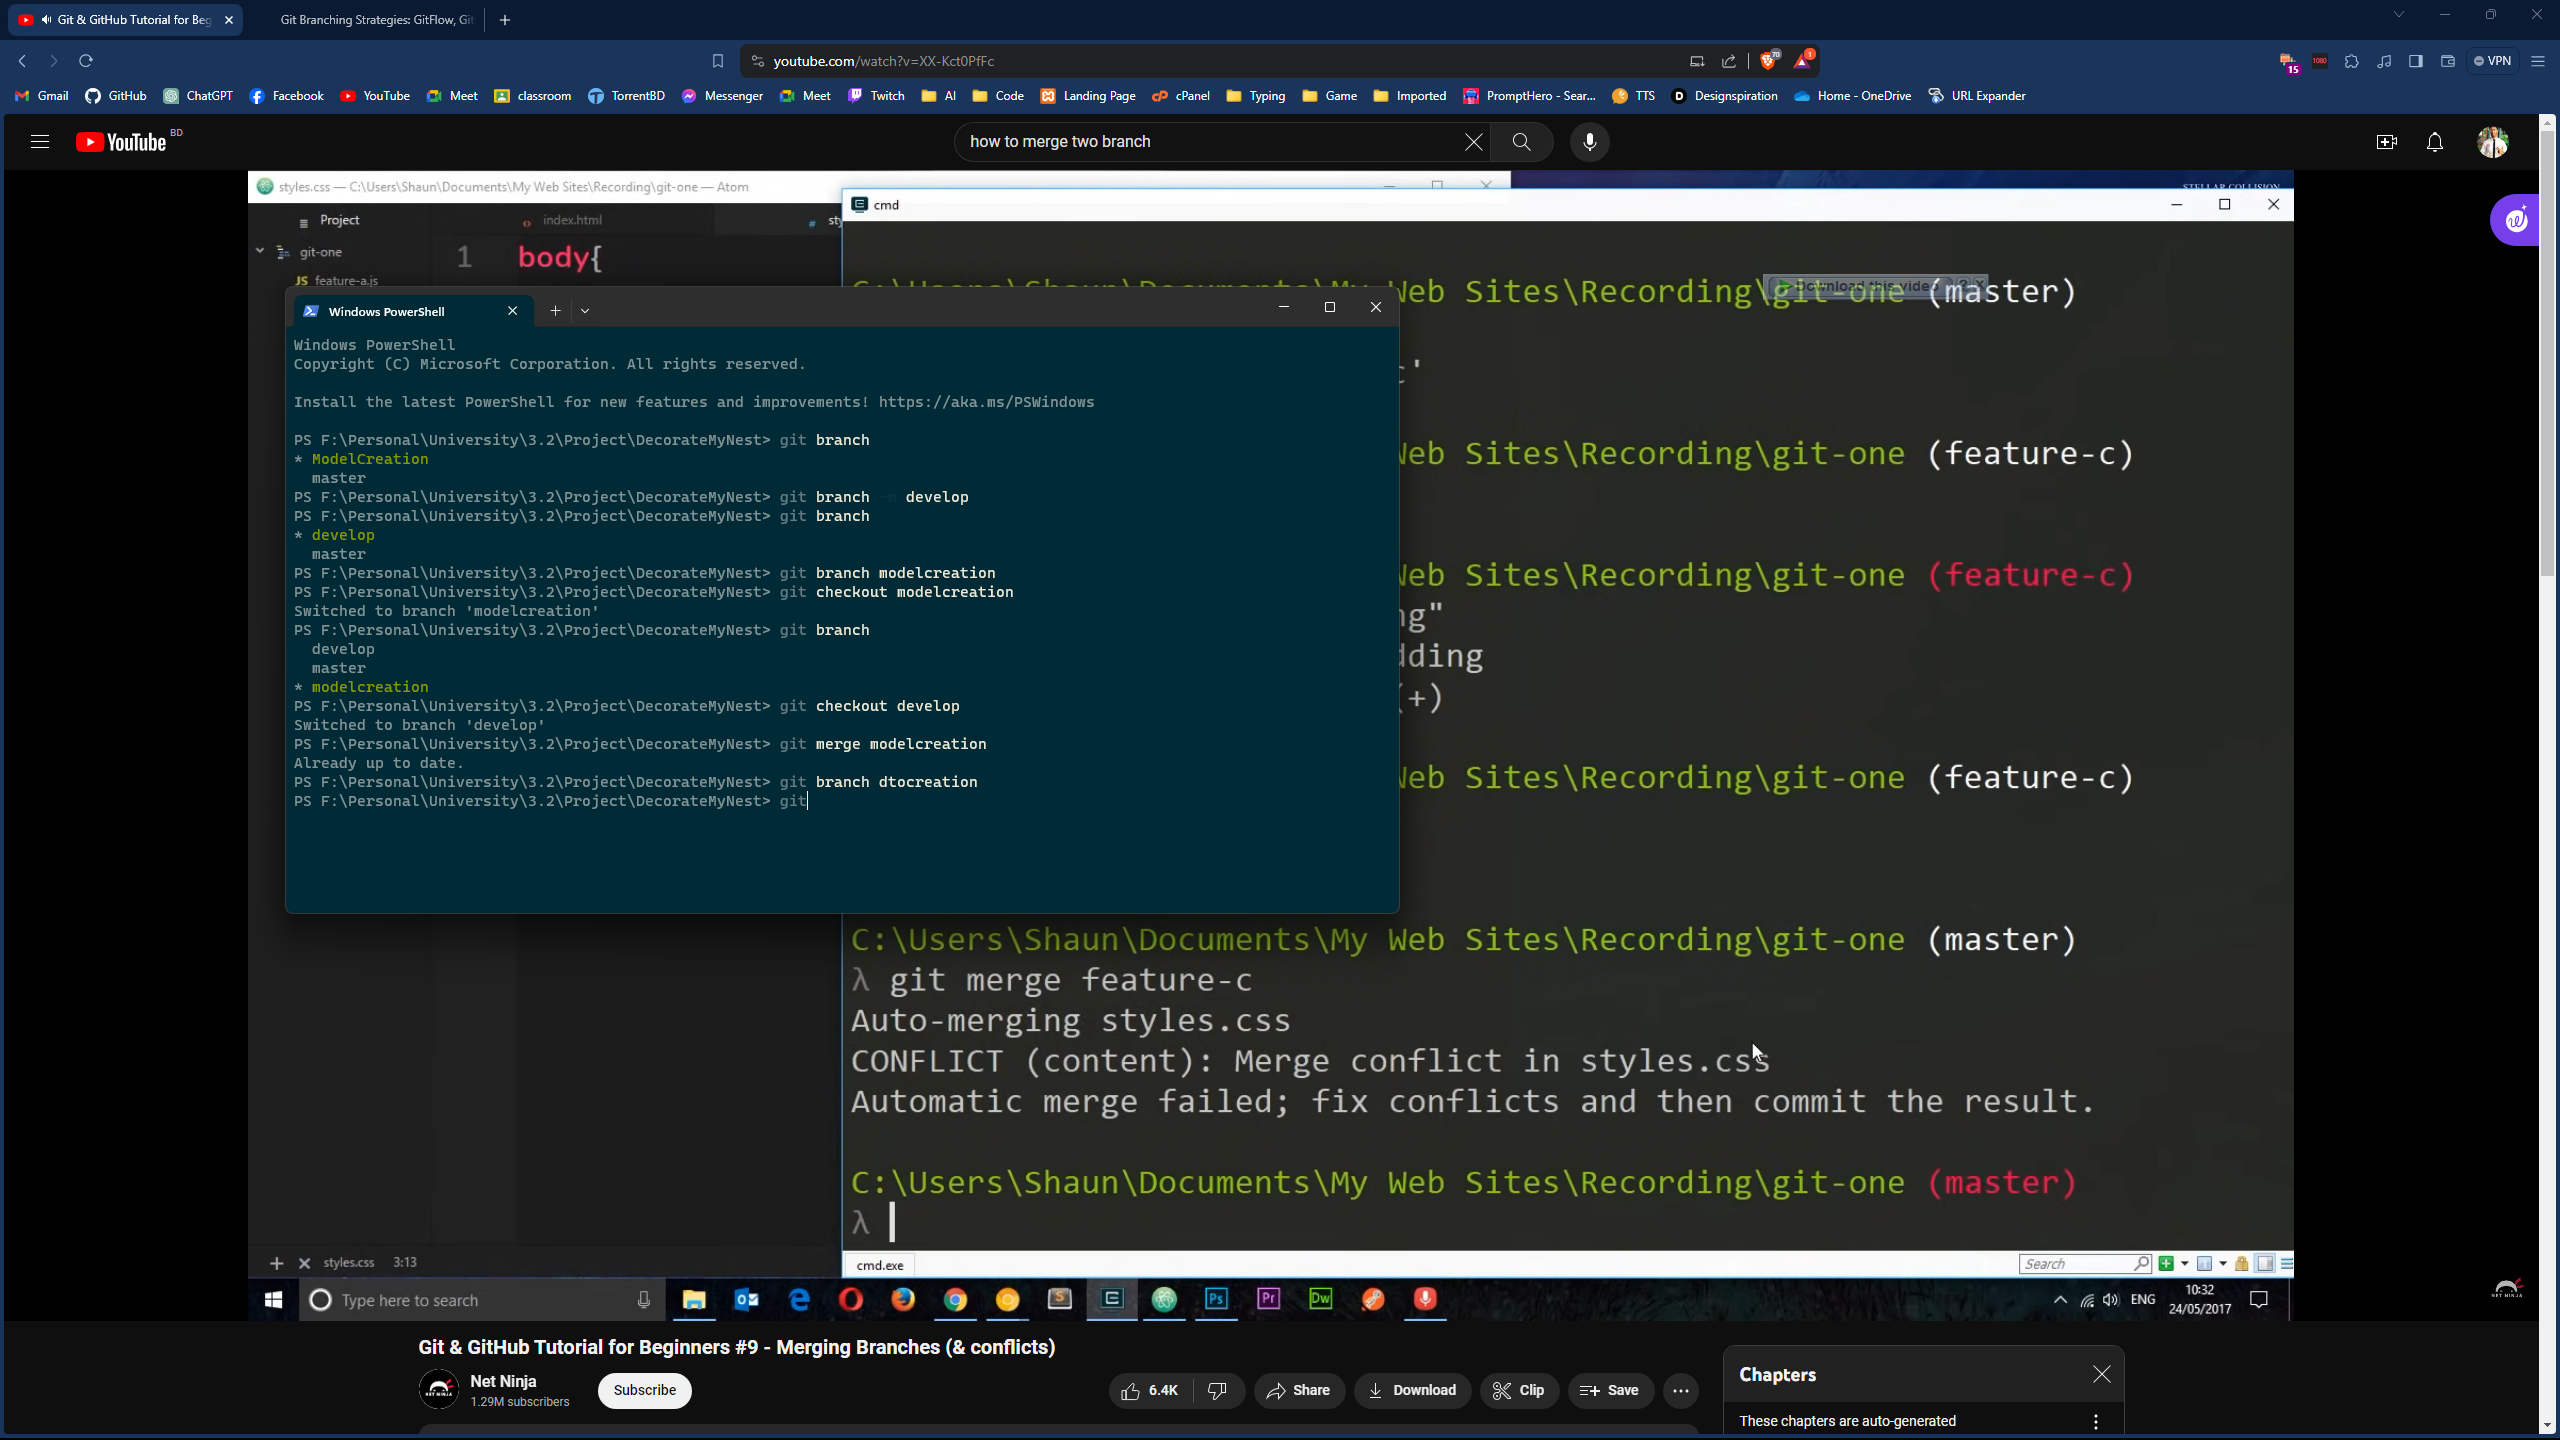 Git & GitHub Tutorial for Beg
Git Branching Strategies: GitFlow, Git
youtube.com/watch?v=XX-Kct0PfFc
70
1
15
1080
VPN
Gmail GitHub ChatGPT Facebook YouTube Meet classroom TorrentBD Messenger Meet Twitch AI Code Landing Page cPanel Typing Game Imported PromptHero - Sear... TTS Designspiration Home - OneDrive URL Expander
YouTube BD
how to merge two branch
styles.css — C:\Users\Shaun\Documents\My Web Sites\Recording\git-one — Atom
STELLAR COLLISION
cmd
Project
index.html
git-one
1 body{
feature-a.js
Download this video
Web Sites\Recording\git-one (master)
c'
Web Sites\Recording\git-one (feature-c)
Web Sites\Recording\git-one (feature-c)
ng"
dding
(+)
Web Sites\Recording\git-one (feature-c)
Windows PowerShell
Windows PowerShell
Copyright (C) Microsoft Corporation. All rights reserved.
Install the latest PowerShell for new features and improvements! https://aka.ms/PSWindows
PS F:\Personal\University\3.2\Project\DecorateMyNest> git branch
* ModelCreation
master
PS F:\Personal\University\3.2\Project\DecorateMyNest> git branch -m develop
PS F:\Personal\University\3.2\Project\DecorateMyNest> git branch
* develop
master
PS F:\Personal\University\3.2\Project\DecorateMyNest> git branch modelcreation
PS F:\Personal\University\3.2\Project\DecorateMyNest> git checkout modelcreation
Switched to branch 'modelcreation'
PS F:\Personal\University\3.2\Project\DecorateMyNest> git branch
develop
master
* modelcreation
PS F:\Personal\University\3.2\Project\DecorateMyNest> git checkout develop
Switched to branch 'develop'
PS F:\Personal\University\3.2\Project\DecorateMyNest> git merge modelcreation
Already up to date.
PS F:\Personal\University\3.2\Project\DecorateMyNest> git branch dtocreation
PS F:\Personal\University\3.2\Project\DecorateMyNest> git
C:\Users\Shaun\Documents\My Web Sites\Recording\git-one (master)
λ git merge feature-c
Auto-merging styles.css
CONFLICT (content): Merge conflict in styles.css
Automatic merge failed; fix conflicts and then commit the result.
C:\Users\Shaun\Documents\My Web Sites\Recording\git-one (master)
λ
styles.css 3:13
cmd.exe
Search
Type here to search
Ps Pr Dw
ENG
10:32
24/05/2017
NET NINJA
Git & GitHub Tutorial for Beginners #9 - Merging Branches (& conflicts)
NET NINJA
Net Ninja
1.29M subscribers
Subscribe
6.4K
Share
Download
Clip
Save
Chapters
These chapters are auto-generated